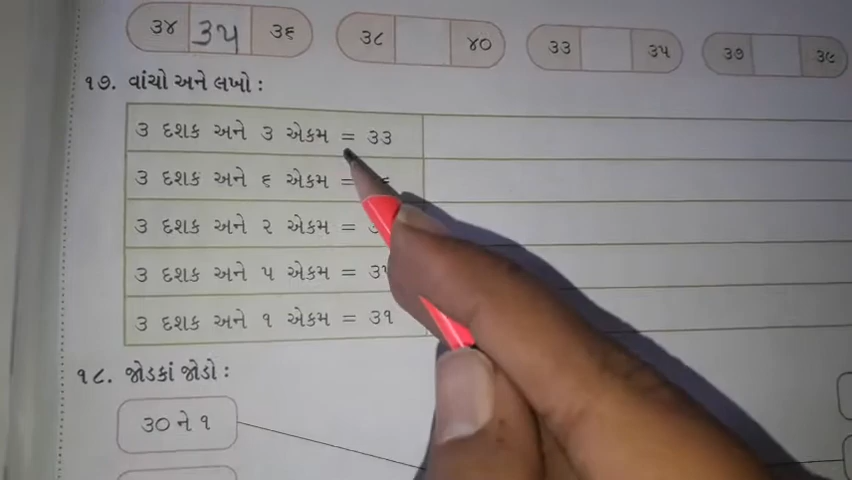 ૩૪ ૩૫ ૩૬ ૩૮ ૪૦ ૩૩ ૩૫ ૩૭ ૩૯
૧૭. વાંચો અને લખો :
૩ દશક અને ૩ એકમ = ૩૩
૩ દશક અને ૬ એકમ =
૩ દશક અને ૨ એકમ =
૩ દશક અને ૫ એકમ = ૩૫
૩ દશક અને ૧ એકમ = ૩૧
૧૮. જોડકાં જોડો :
૩૦ ને ૧